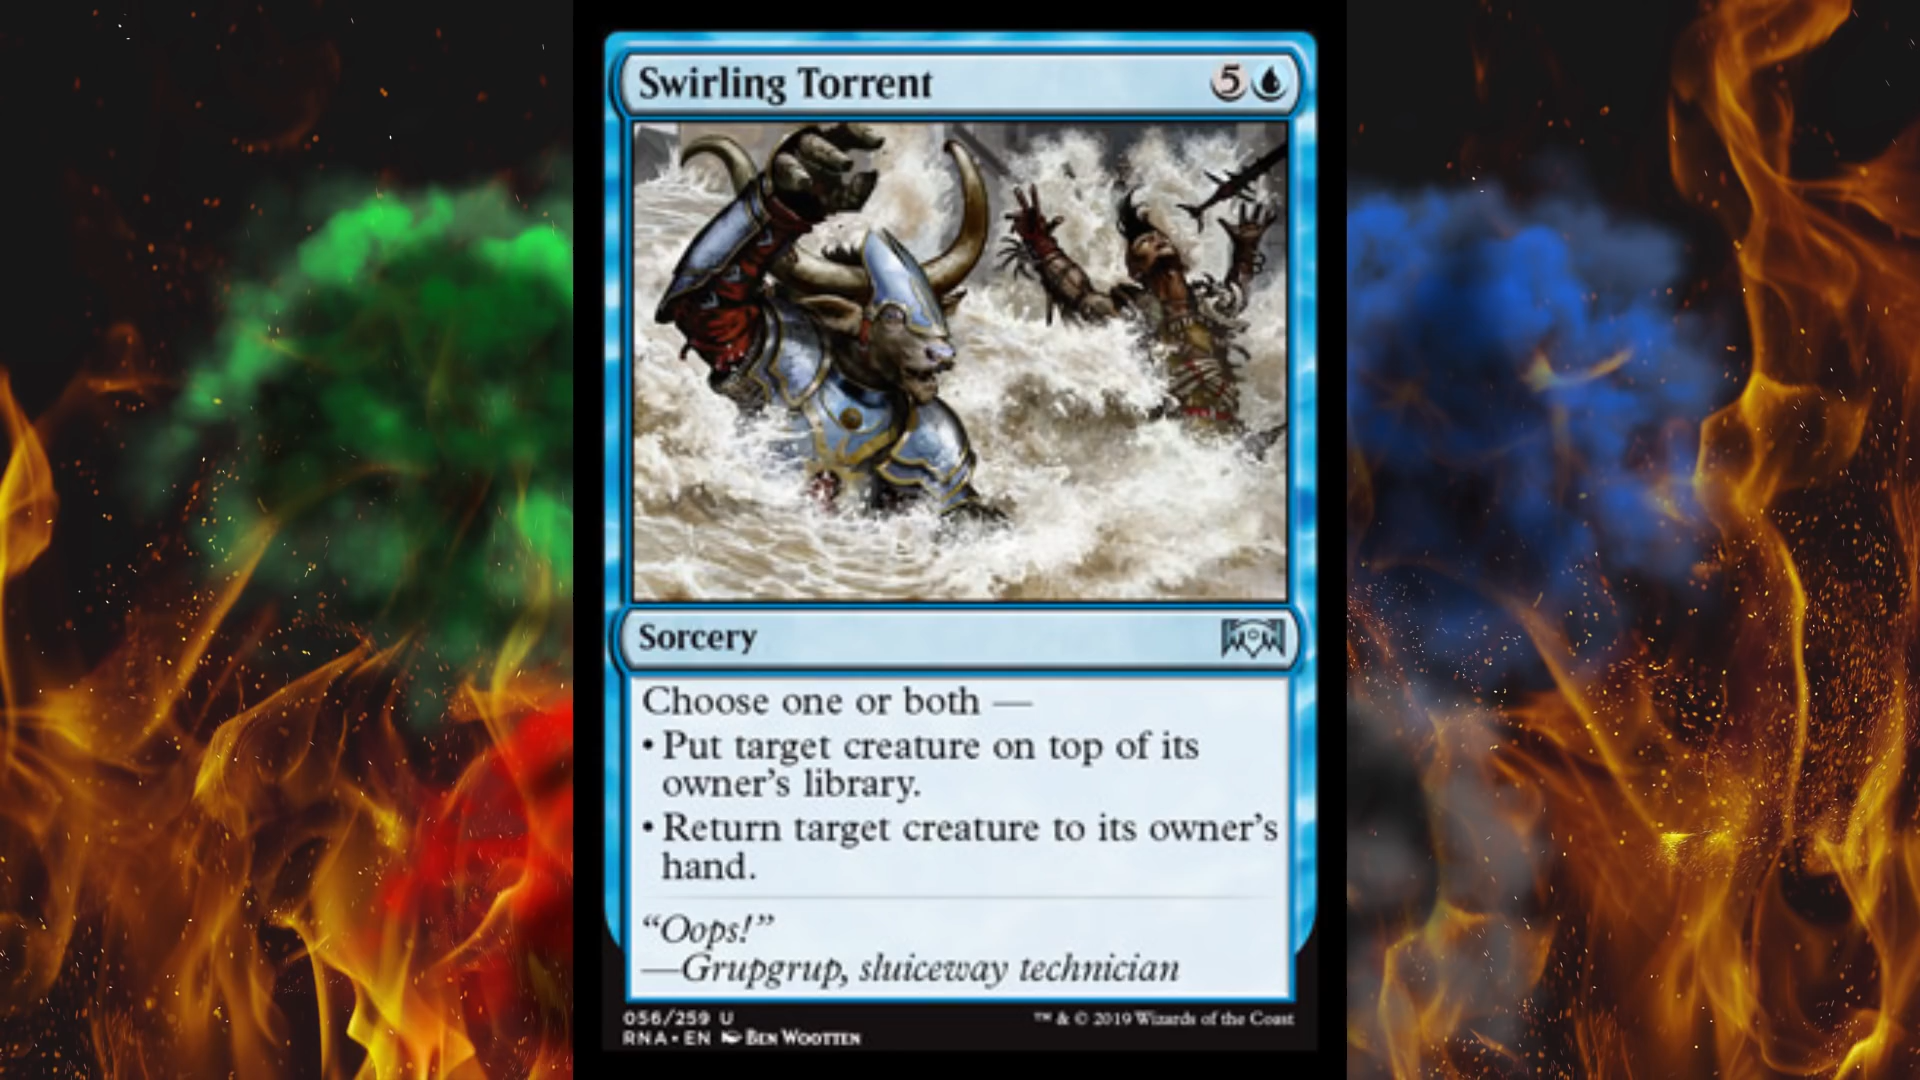 Swirling Torrent 5
Sorcery
Choose one or both —
• Put target creature on top of its
owner's library.
• Return target creature to its owner's
hand.
“Oops!”
—Grupgrup, sluiceway technician
056/259 U
™ & © 2019 Wizards of the Coast
RNA • EN Ben Wootten